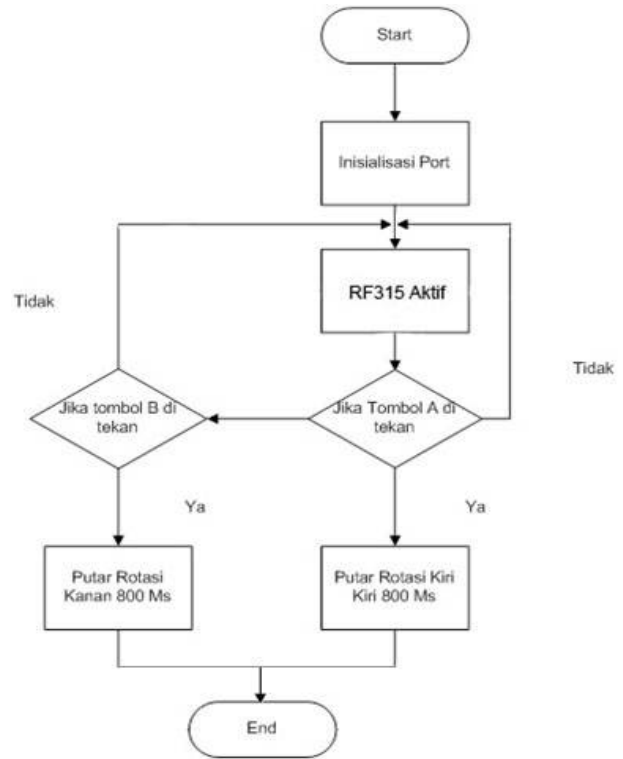 Start
Inisialisasi Port
RF315 Aktif
Tidak
Tidak
Jika tombol B di
tekan
Jika Tombol A di
tekan
Ya
Ya
Putar Rotasi
Kanan 800 Ms
Putar Rotasi Kiri
Kiri 800 Ms
End